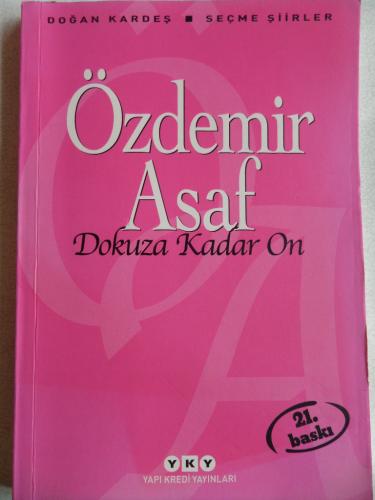 DOĞAN KARDEŞ ■ SEÇME ŞİİRLER
Özdemir
Asaf
Dokuza Kadar On
21.
baskı
YKY
YAPI KREDİ YAYINLARI